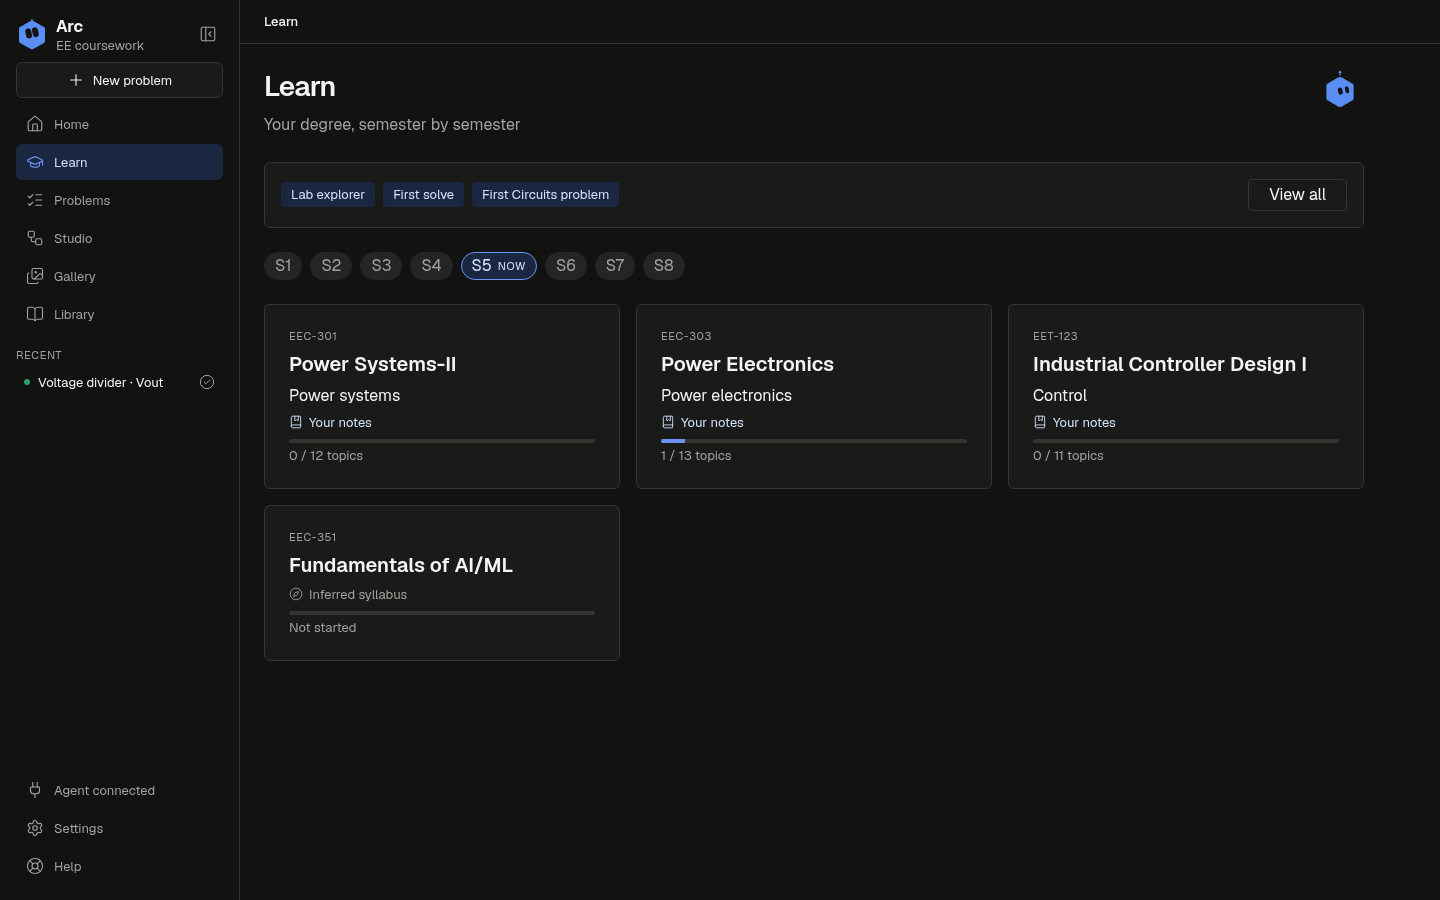 Arc
EE coursework
New problem
Home
Learn
Problems
Studio
Gallery
Library
RECENT
Voltage divider · Vout
Agent connected
Settings
Help
Learn
Learn
Your degree, semester by semester
Lab explorer
First solve
First Circuits problem
View all
S1
S2
S3
S4
S5 NOW
S6
S7
S8
EEC-301
Power Systems-II
Power systems
Your notes
0 / 12 topics
EEC-303
Power Electronics
Power electronics
Your notes
1 / 13 topics
EET-123
Industrial Controller Design I
Control
Your notes
0 / 11 topics
EEC-351
Fundamentals of AI/ML
Inferred syllabus
Not started